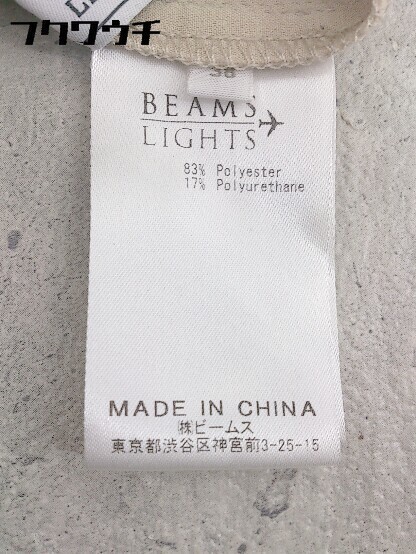 フクウクチ
38
BEAMS
LIGHTS
83% Polyester
17% Polyurethane
MADE IN CHINA
㈱ビームス
東京都渋谷区神宮前3-25-15